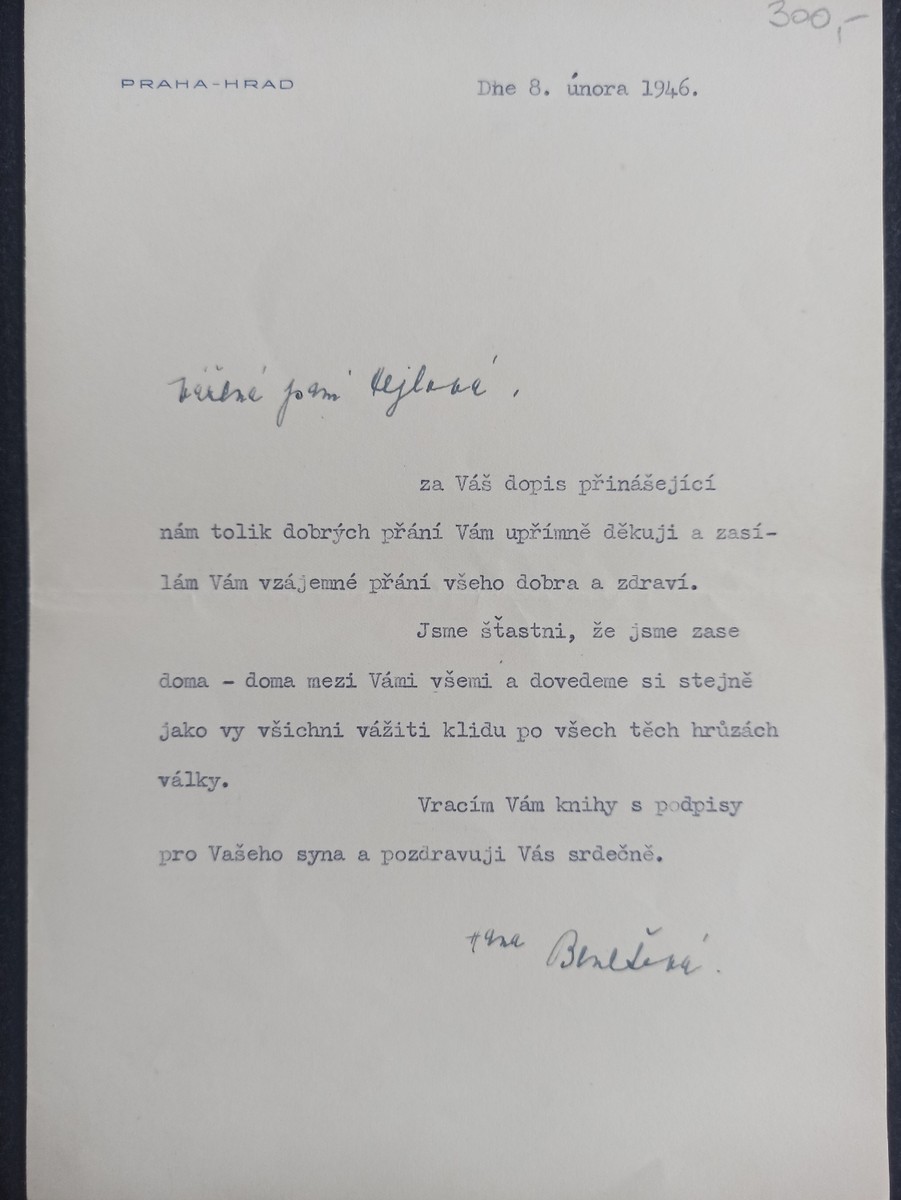 300,-
PRAHA-HRAD
Dne 8. února 1946.
Vážená paní Hejlová,
za Váš dopis přinášející
nám tolik dobrých přání Vám upřímně děkuji a zasí-
lám Vám vzájemné přání všeho dobra a zdraví.
Jsme šťastni, že jsme zase
doma - doma mezi Vámi všemi a dovedeme si stejně
jako vy všichni vážiti klidu po všech těch hrůzách
války.
Vracím Vám knihy s podpisy
pro Vašeho syna a pozdravuji Vás srdečně.
Hana Benešová.